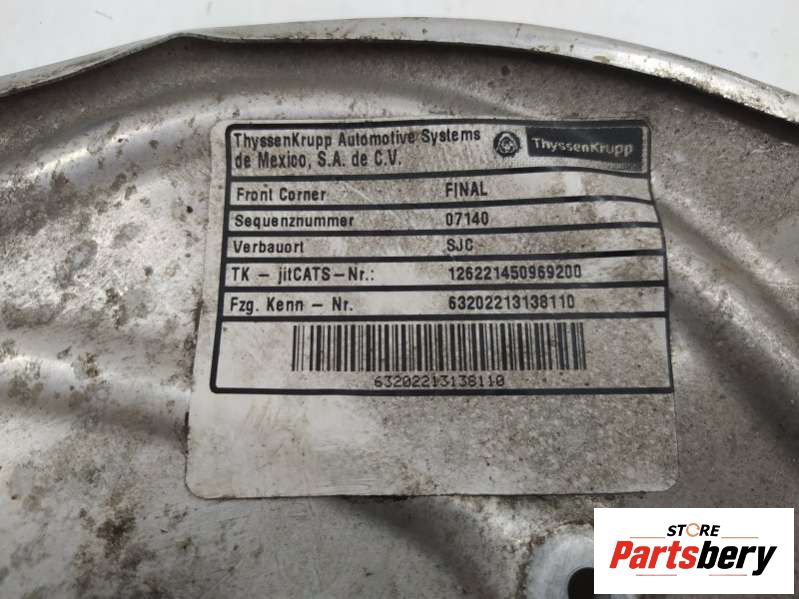 ThyssenKrupp Automotive Systems
de Mexico, S.A. de C.V.
ThyssenKrupp
Front Corner FINAL
Sequenznummer 07140
Verbauort SJC
TK - jitCATS-Nr.: 126221450969200
Fzg. Kenn - Nr. 63202213138110
63202213138110
STORE
Partsbery